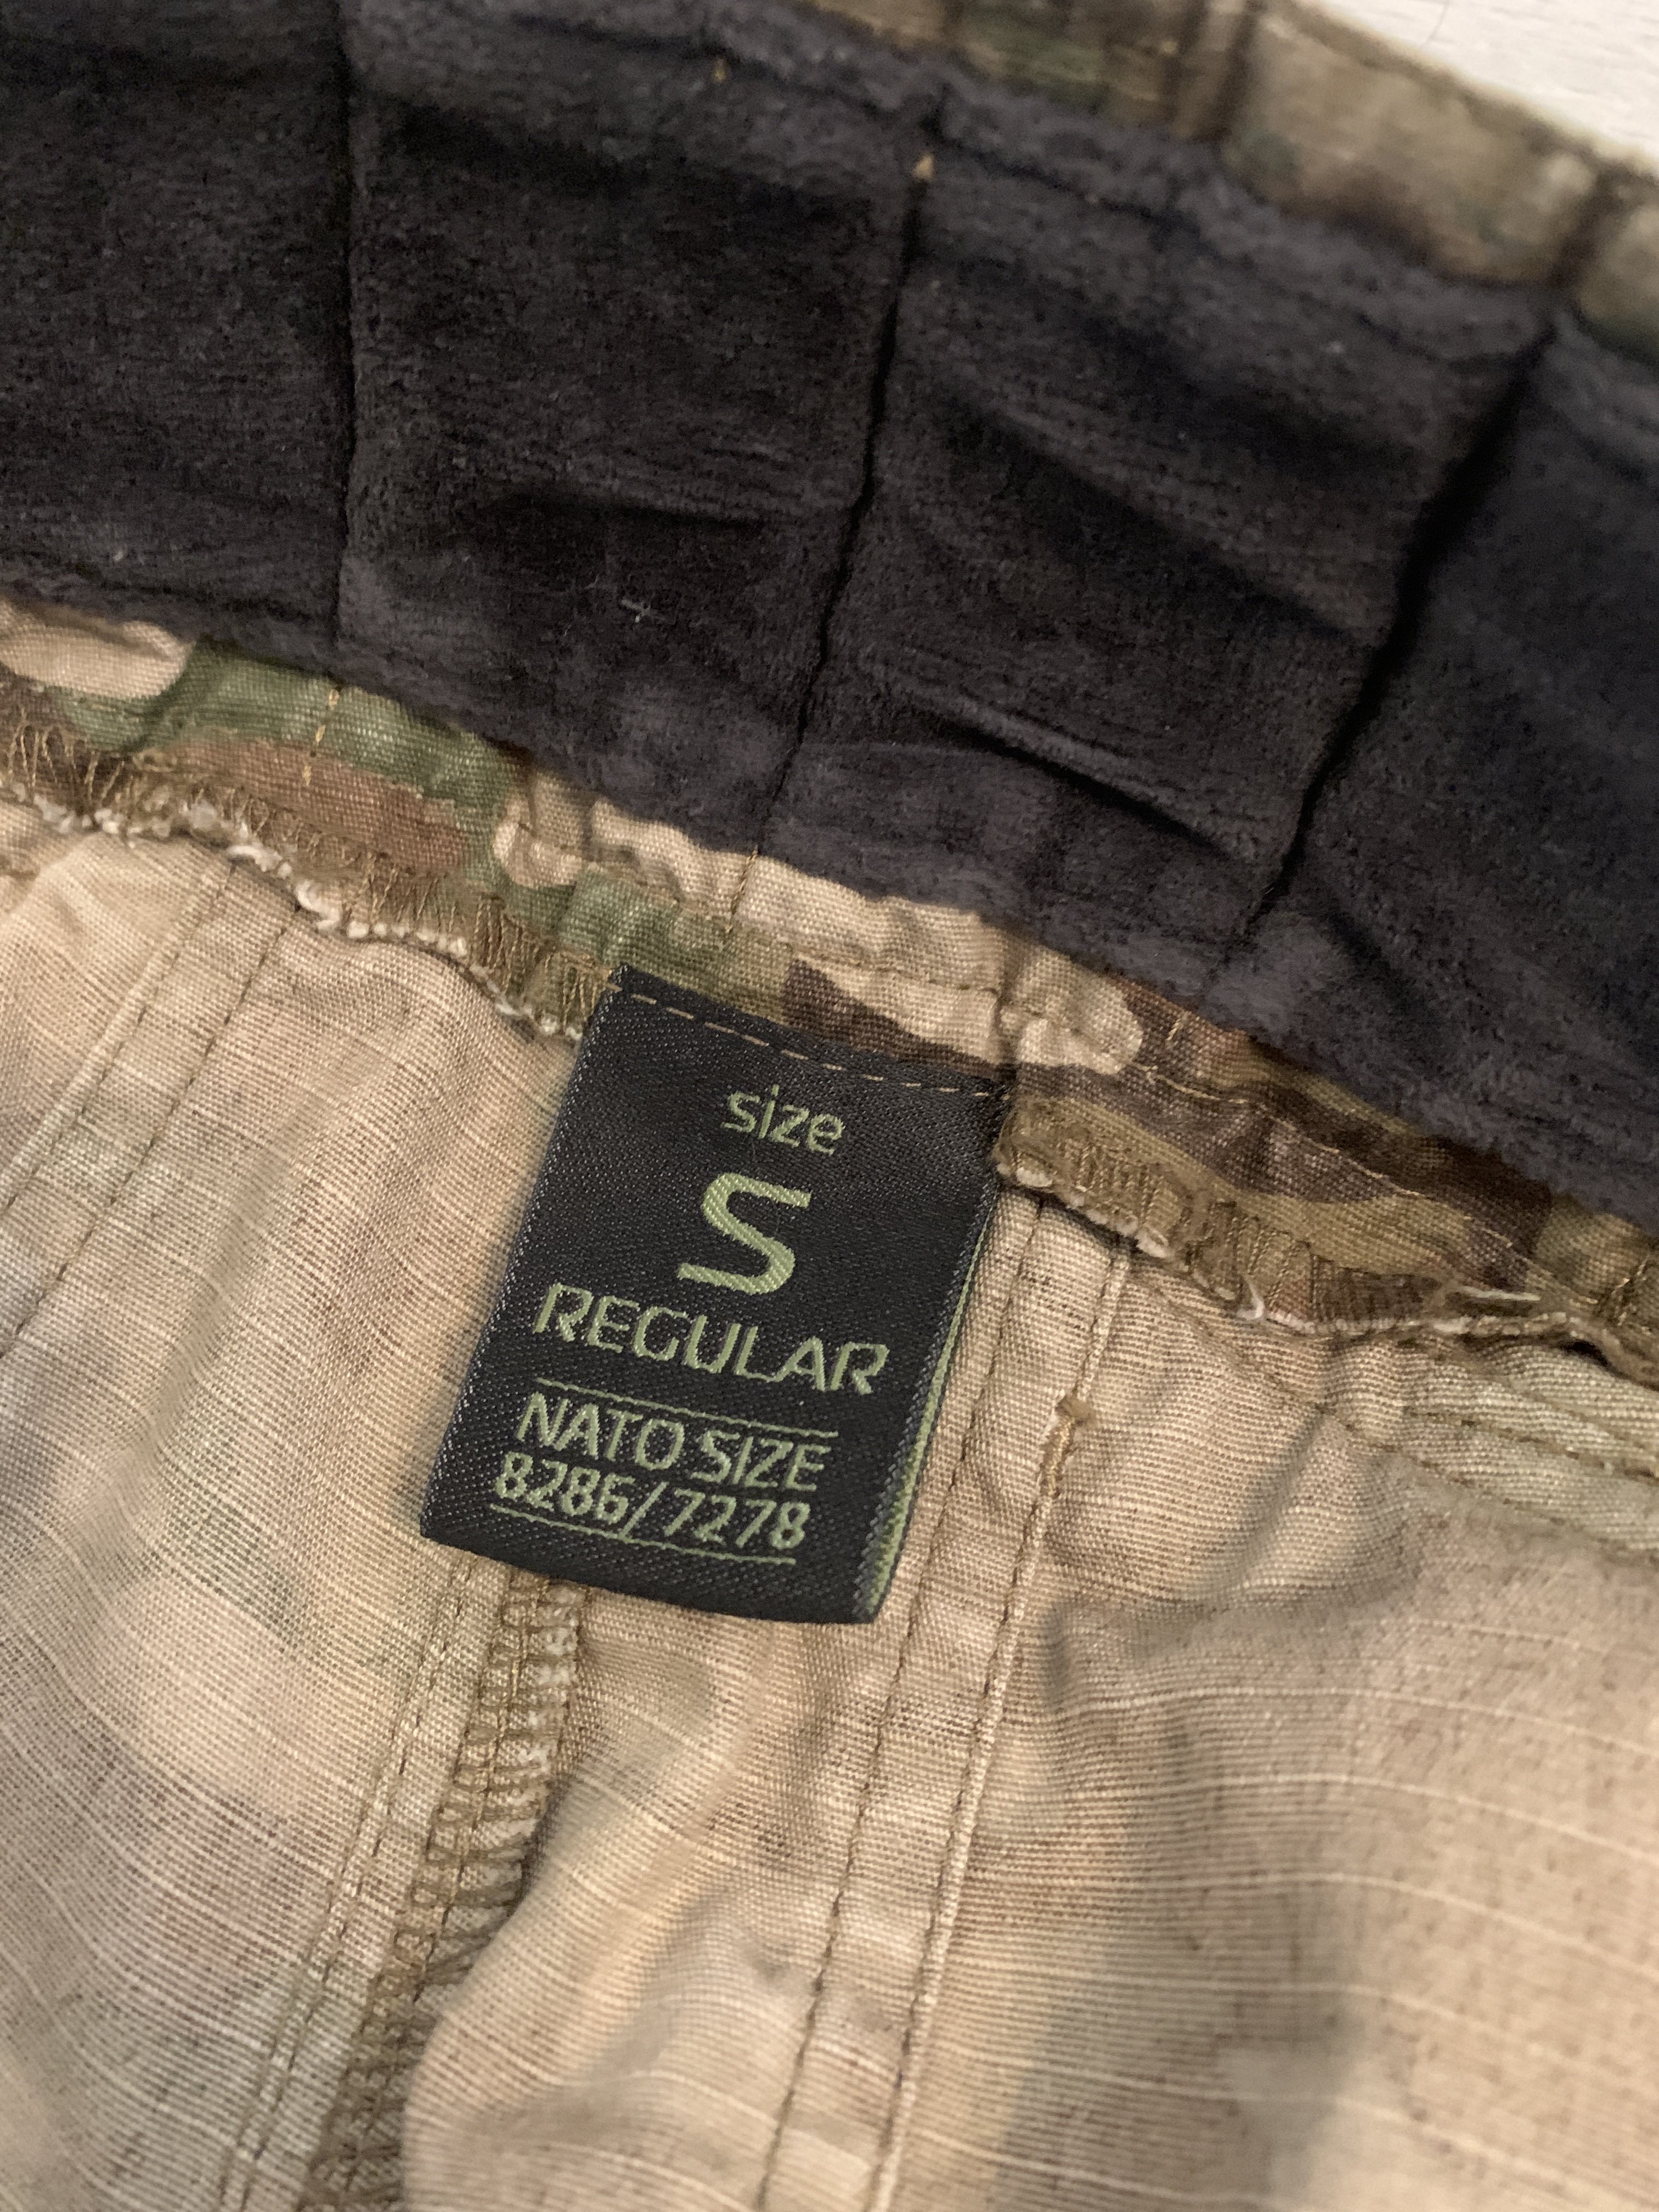 size
S
REGULAR
NATO SIZE
8286/7278